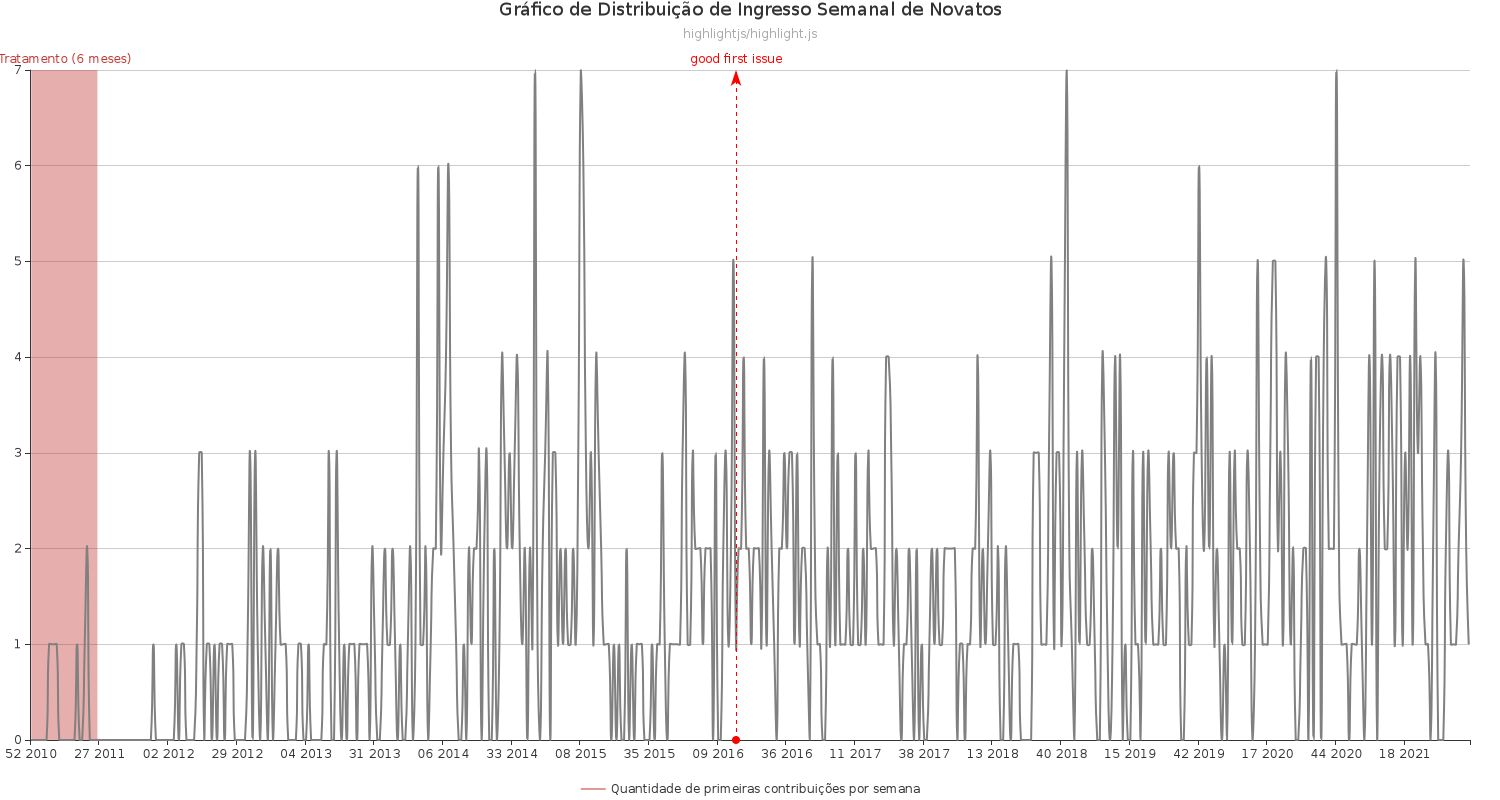 Gráfico de Distribuição de Ingresso Semanal de Novatos
highlightjs/highlight.js
Tratamento (6 meses)
good first issue
7
6
5
4
3
2
1
0
52 2010 27 2011 02 2012 29 2012 04 2013 31 2013 06 2014 33 2014 08 2015 35 2015 09 2016 36 2016 11 2017 38 2017 13 2018 40 2018 15 2019 42 2019 17 2020 44 2020 18 2021
Quantidade de primeiras contribuições por semana